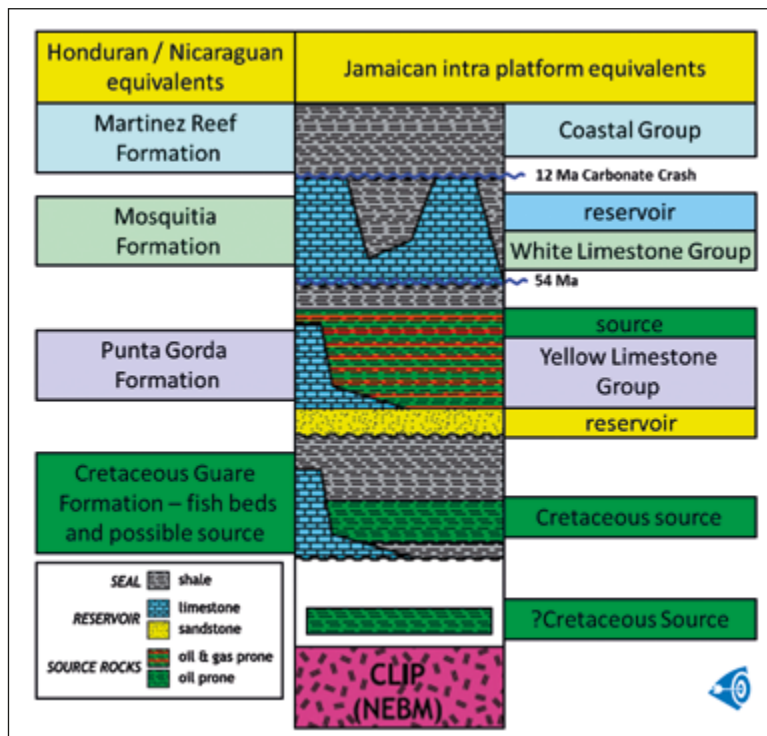 Honduran / Nicaraguan
equivalents
Jamaican intra platform equivalents
Martinez Reef
Formation
Coastal Group
12 Ma Carbonate Crash
Mosquitia
Formation
reservoir
White Limestone Group
54 Ma
Punta Gorda
Formation
source
Yellow Limestone
Group
reservoir
Cretaceous Guare
Formation – fish beds
and possible source
Cretaceous source
SEAL shale
RESERVOIR limestone
sandstone
SOURCE ROCKS oil & gas prone
oil prone
?Cretaceous Source
CLIP
(NEBM)